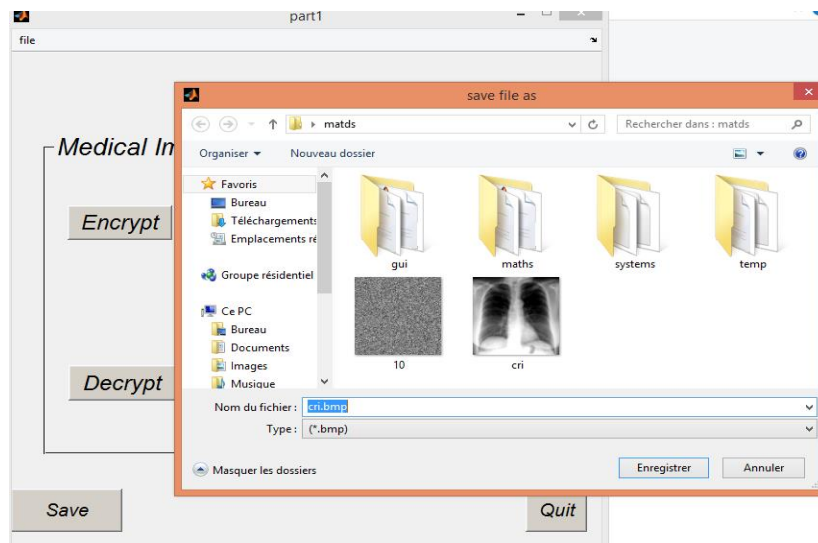 part1
file
save file as
matds
Rechercher dans : matds
Organiser
Nouveau dossier
Medical Im
Encrypt
Decrypt
Save
Quit
Favoris
Bureau
Téléchargements
Emplacements ré
Groupe résidentiel
Ce PC
Bureau
Documents
Images
Musique
gui
maths
systems
temp
10
cri
Nom du fichier : cri.bmp
Type : (*.bmp)
Masquer les dossiers
Enregistrer
Annuler